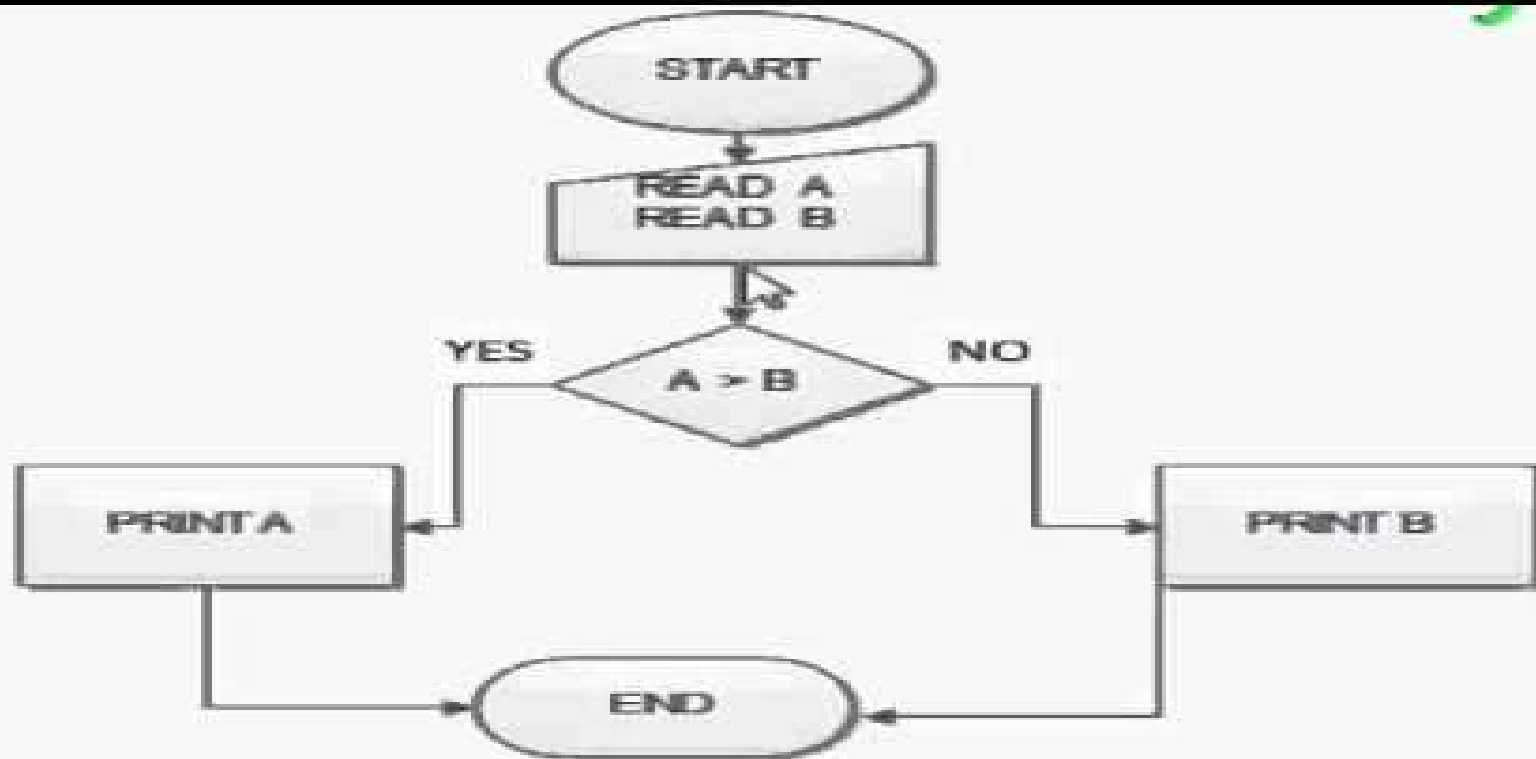 START
READ A
READ B
YES
NO
A > B
PRINT A
PRINT B
END